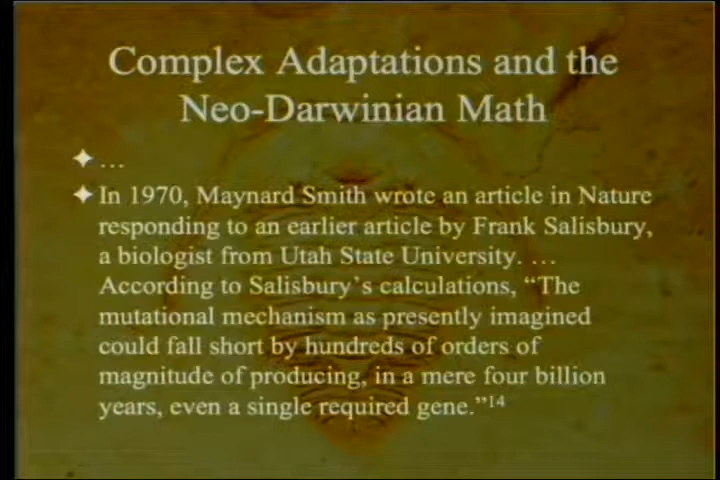 Complex Adaptations and the
Neo-Darwinian Math
✦ …
✦ In 1970, Maynard Smith wrote an article in Nature
responding to an earlier article by Frank Salisbury,
a biologist from Utah State University. …
According to Salisbury’s calculations, “The
mutational mechanism as presently imagined
could fall short by hundreds of orders of
magnitude of producing, in a mere four billion
years, even a single required gene.”14